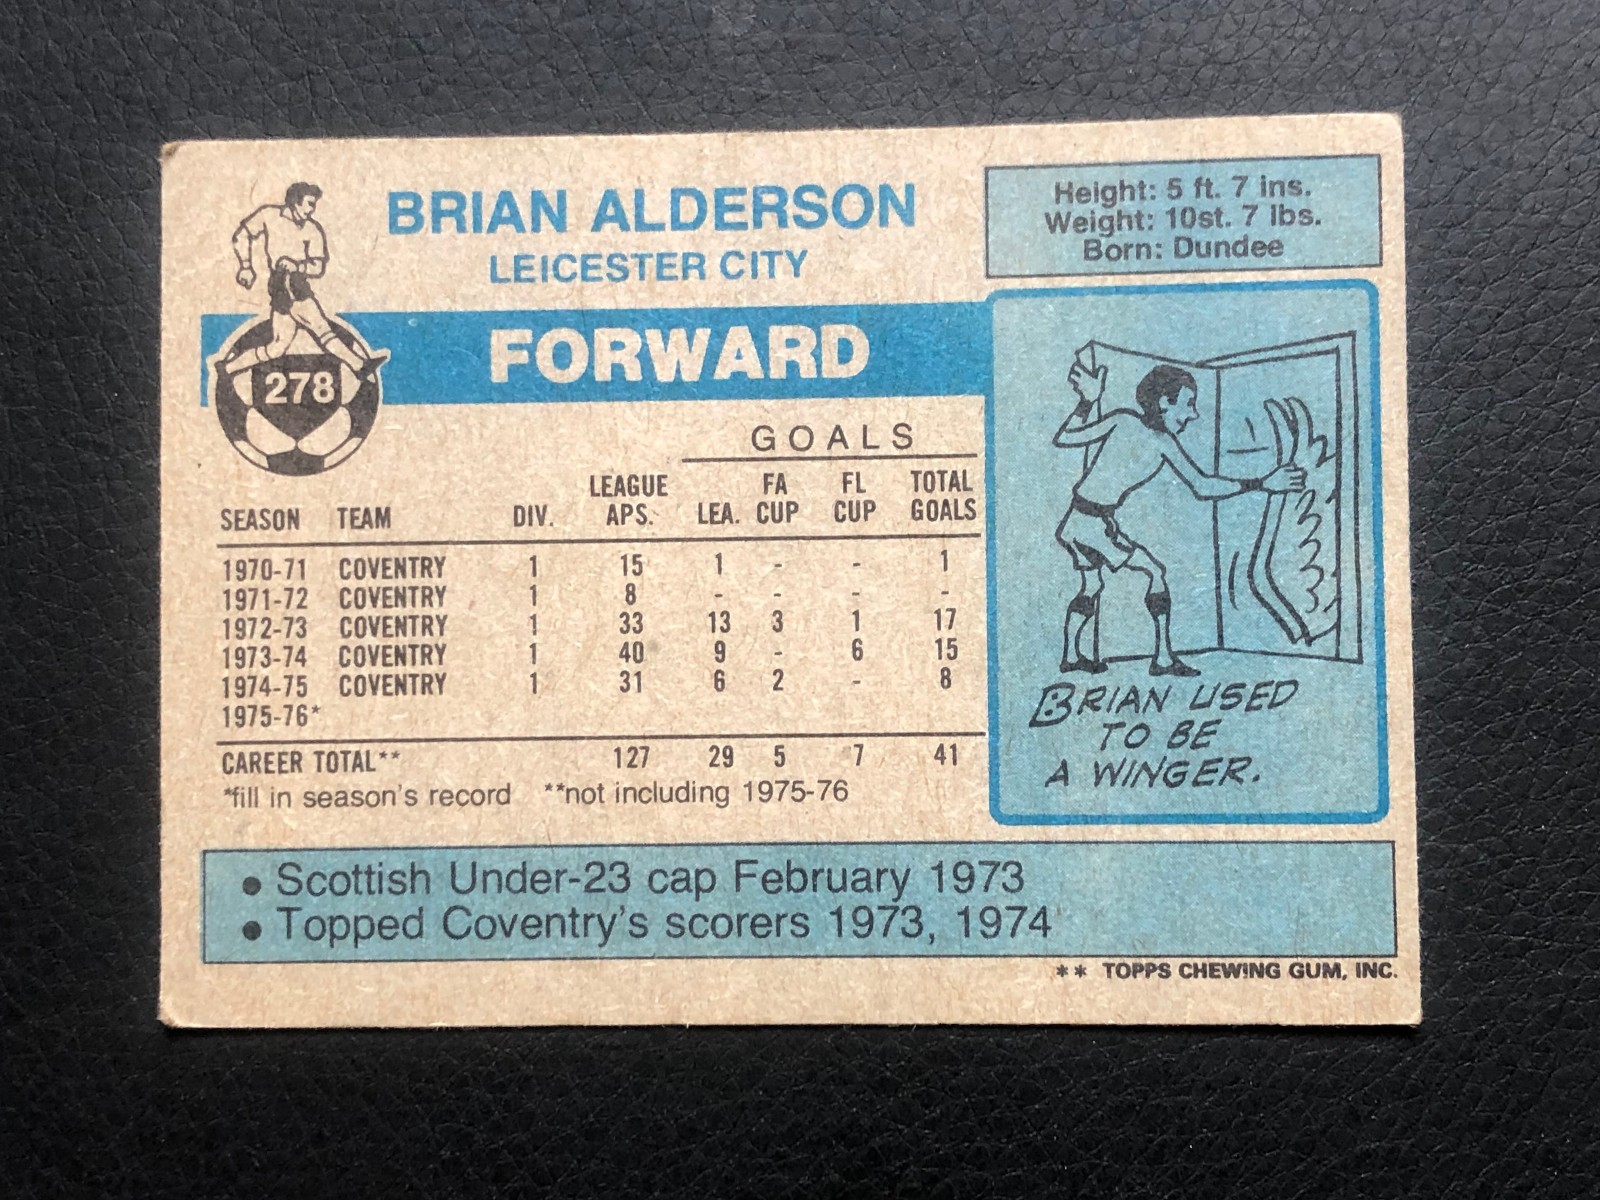 BRIAN ALDERSON
LEICESTER CITY
Height: 5 ft. 7 ins.
Weight: 10st. 7 lbs.
Born: Dundee
278
FORWARD
GOALS
SEASON TEAM DIV. LEAGUE APS. LEA. FA CUP FL CUP TOTAL GOALS
1970-71 COVENTRY 1 15 1 - - 1
1971-72 COVENTRY 1 8 - - - -
1972-73 COVENTRY 1 33 13 3 1 17
1973-74 COVENTRY 1 40 9 - 6 15
1974-75 COVENTRY 1 31 6 2 - 8
1975-76*
CAREER TOTAL** 127 29 5 7 41
*fill in season's record **not including 1975-76
BRIAN USED
TO BE
A WINGER.
• Scottish Under-23 cap February 1973
• Topped Coventry's scorers 1973, 1974
** TOPPS CHEWING GUM, INC.